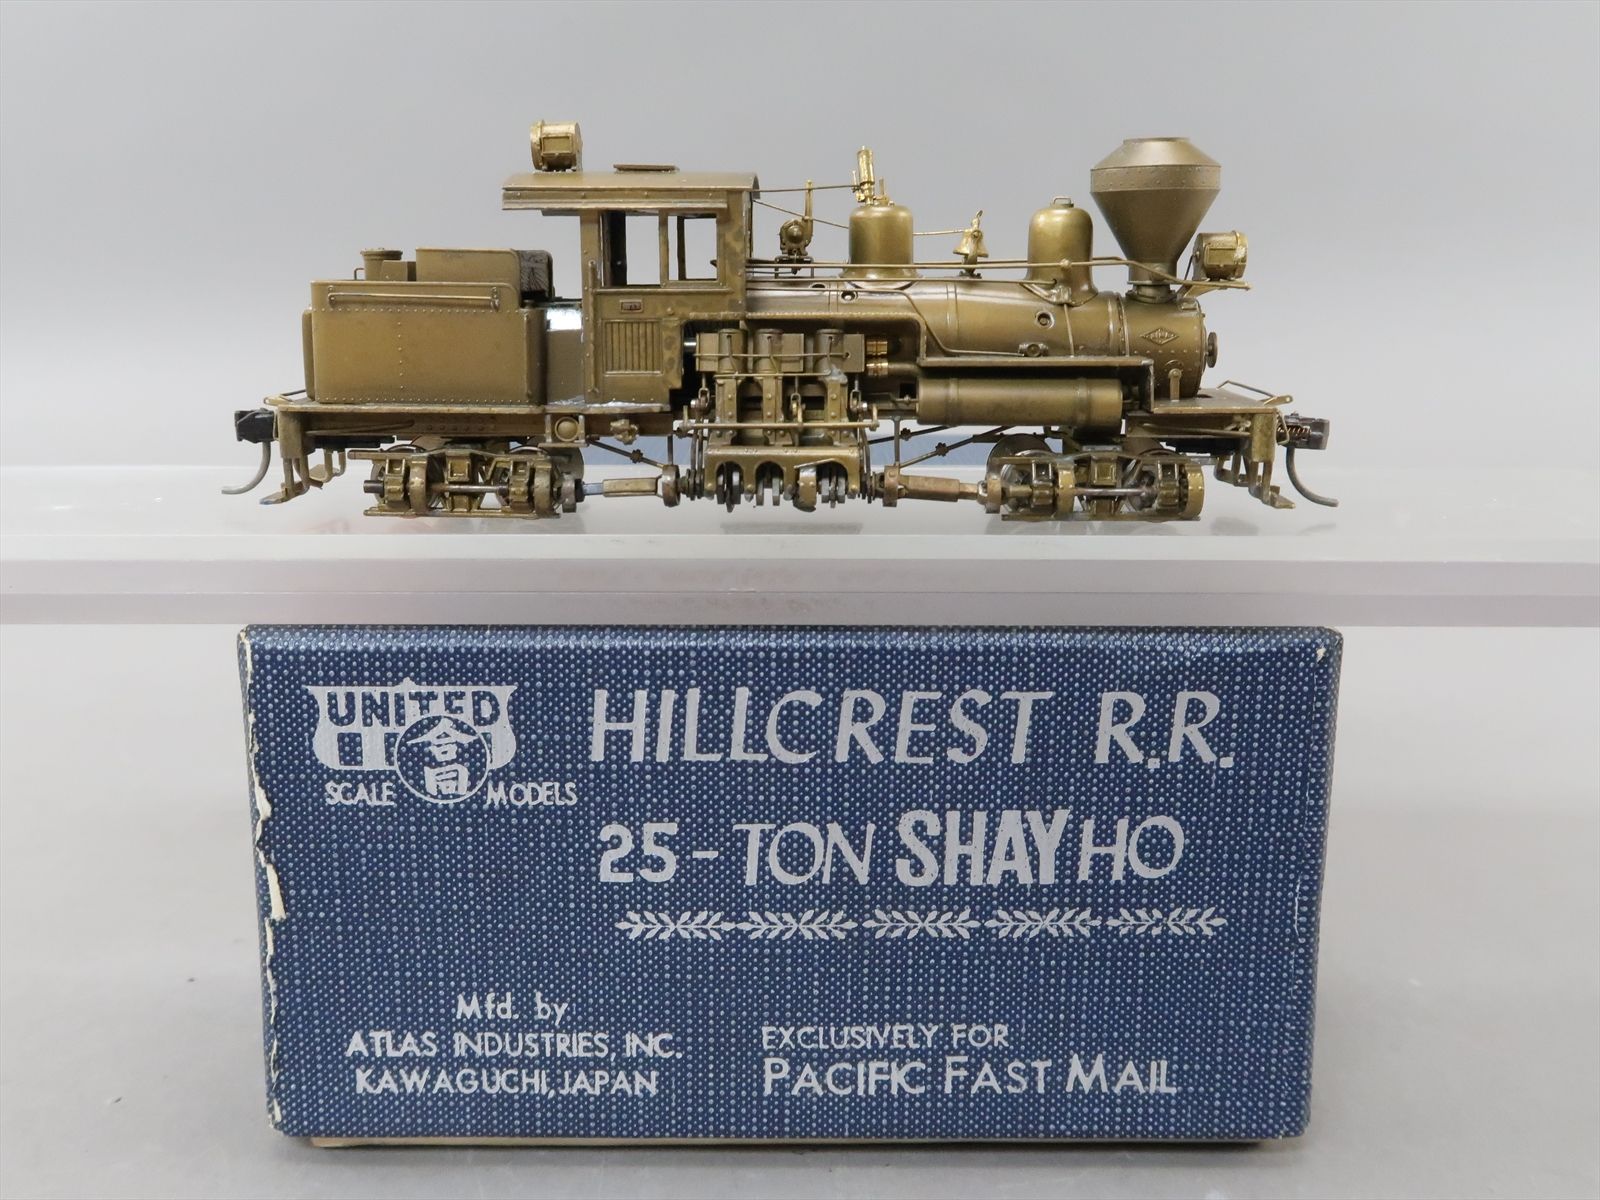 UNITED
合同
SCALE MODELS
HILLCREST R.R.
25-TON SHAY HO
Mfd. by
ATLAS INDUSTRIES, INC.
KAWAGUCHI, JAPAN
EXCLUSIVELY FOR
PACIFIC FAST MAIL